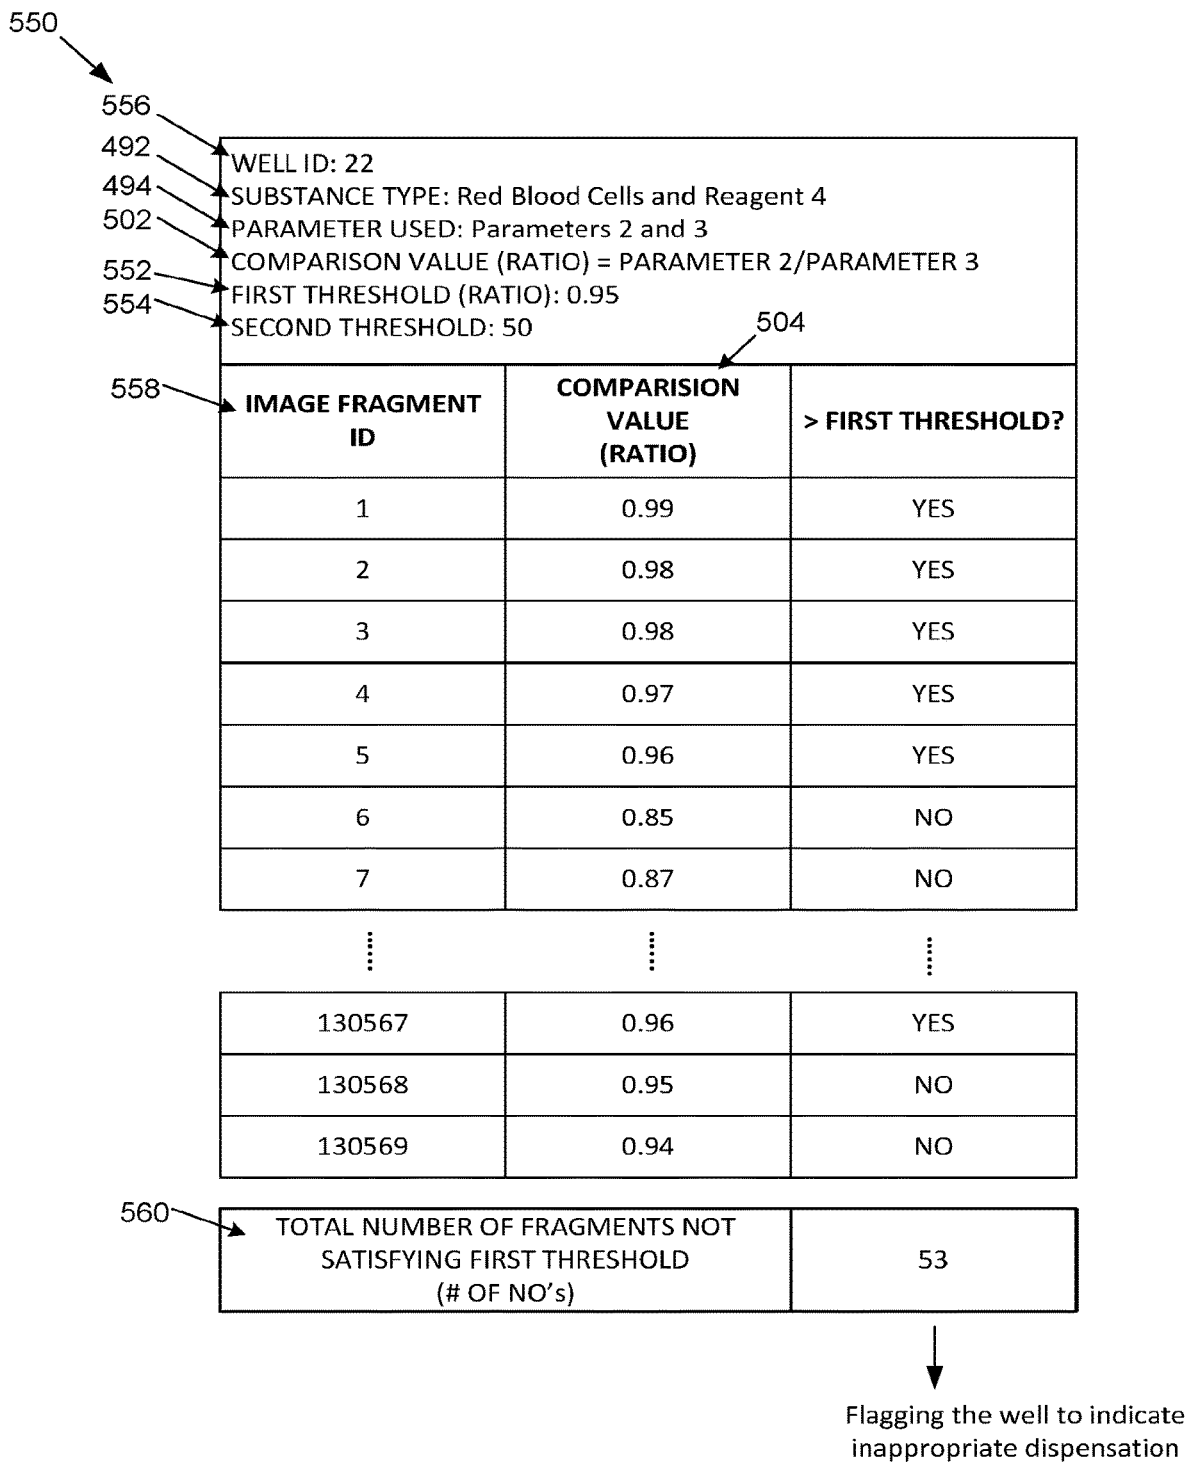 550
556
492
494
502
552
554
WELL ID: 22
SUBSTANCE TYPE: Red Blood Cells and Reagent 4
PARAMETER USED: Parameters 2 and 3
COMPARISON VALUE (RATIO) = PARAMETER 2/PARAMETER 3
FIRST THRESHOLD (RATIO): 0.95
SECOND THRESHOLD: 50
504
558
IMAGE FRAGMENT
ID
COMPARISION
VALUE
(RATIO)
> FIRST THRESHOLD?
1 0.99 YES
2 0.98 YES
3 0.98 YES
4 0.97 YES
5 0.96 YES
6 0.85 NO
7 0.87 NO
130567 0.96 YES
130568 0.95 NO
130569 0.94 NO
560
TOTAL NUMBER OF FRAGMENTS NOT
SATISFYING FIRST THRESHOLD
(# OF NO's)
53
Flagging the well to indicate
inappropriate dispensation